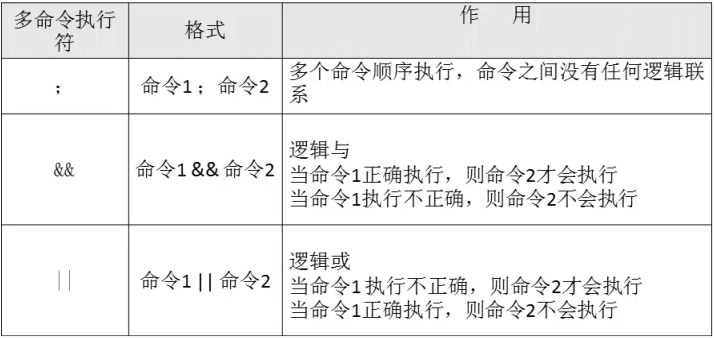 多命令执行
符
格式
作 用
;
命令1 ; 命令2
多个命令顺序执行，命令之间没有任何逻辑联
系
&&
命令1 && 命令2
逻辑与
当命令1正确执行，则命令2才会执行
当命令1执行不正确，则命令2不会执行
||
命令1 || 命令2
逻辑或
当命令1 执行不正确，则命令2才会执行
当命令1正确执行，则命令2不会执行